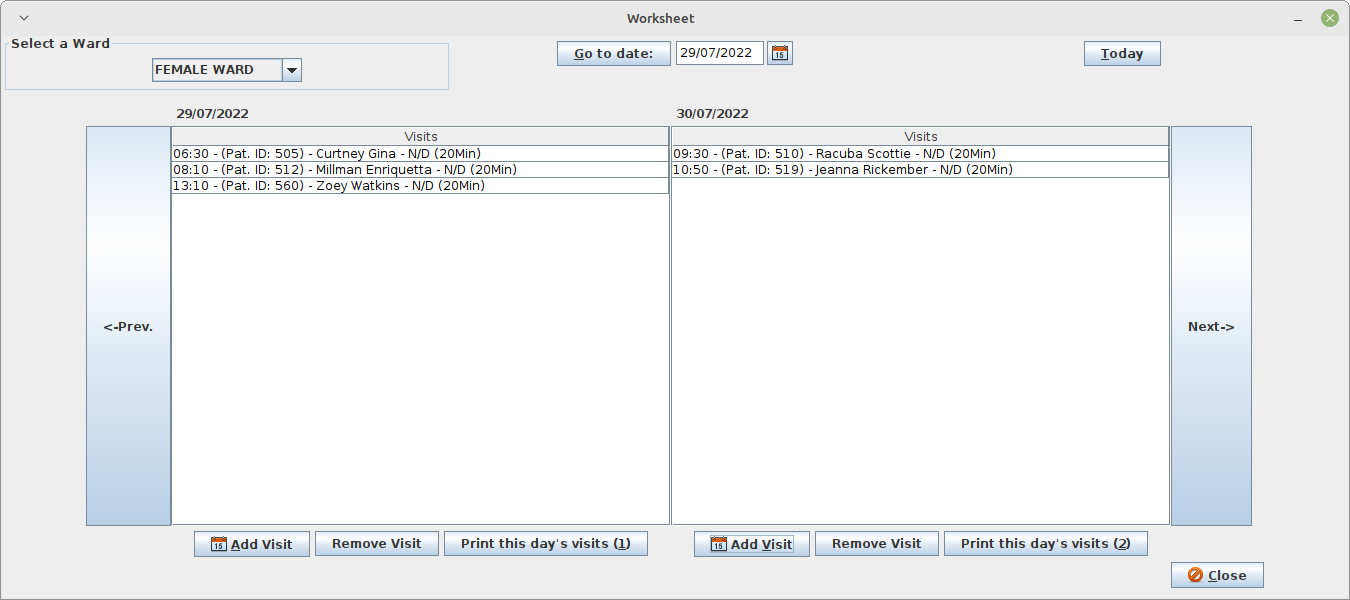 Worksheet
Select a Ward
FEMALE WARD
Go to date: 29/07/2022 15
Today
29/07/2022
30/07/2022
<-Prev.
Visits
06:30 - (Pat. ID: 505) - Curtney Gina - N/D (20Min)
08:10 - (Pat. ID: 512) - Millman Enriquetta - N/D (20Min)
13:10 - (Pat. ID: 560) - Zoey Watkins - N/D (20Min)
Visits
09:30 - (Pat. ID: 510) - Racuba Scottie - N/D (20Min)
10:50 - (Pat. ID: 519) - Jeanna Rickember - N/D (20Min)
Next->
15 Add Visit Remove Visit Print this day's visits (1)
15 Add Visit Remove Visit Print this day's visits (2)
Close